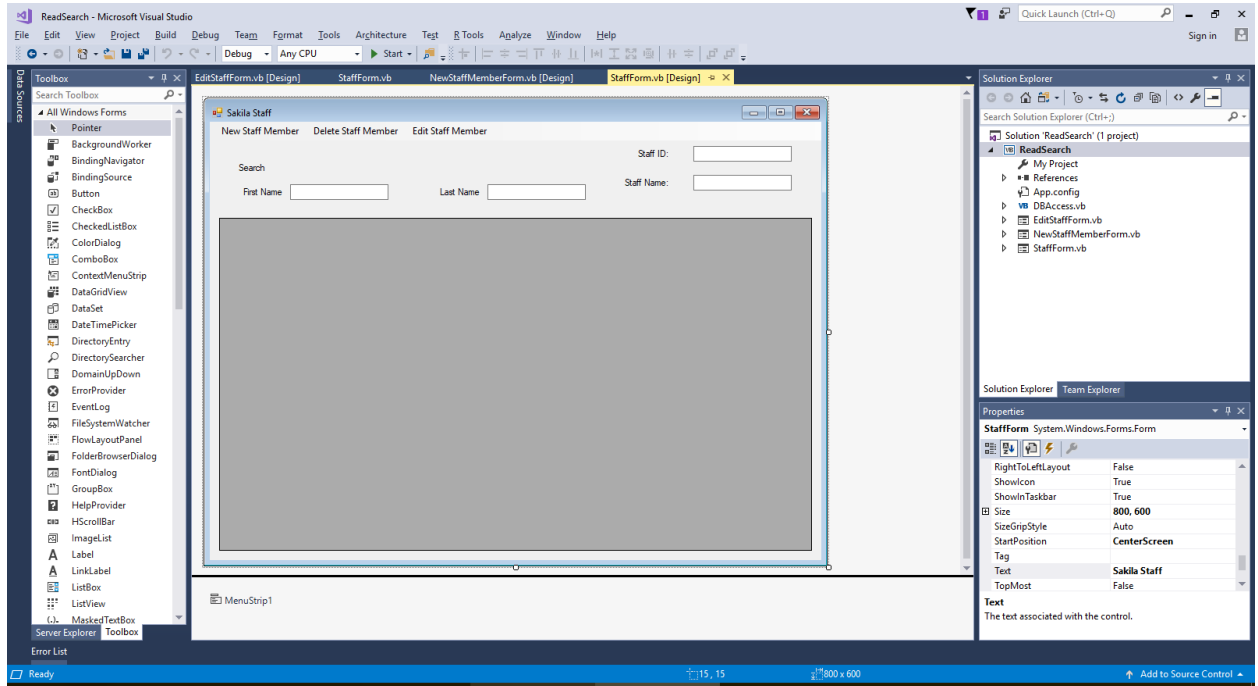 ReadSearch - Microsoft Visual Studio
1
Quick Launch (Ctrl+Q)
File Edit View Project Build Debug Team Format Tools Architecture Test R Tools Analyze Window Help
Sign in
Debug Any CPU Start
Data Sources
Toolbox
Search Toolbox
All Windows Forms
Pointer
BackgroundWorker
BindingNavigator
BindingSource
Button
CheckBox
CheckedListBox
ColorDialog
ComboBox
ContextMenuStrip
DataGridView
DataSet
DateTimePicker
DirectoryEntry
DirectorySearcher
DomainUpDown
ErrorProvider
EventLog
FileSystemWatcher
FlowLayoutPanel
FolderBrowserDialog
FontDialog
GroupBox
HelpProvider
HScrollBar
ImageList
Label
LinkLabel
ListBox
ListView
MaskedTextBox
Server Explorer Toolbox
EditStaffForm.vb [Design] StaffForm.vb NewStaffMemberForm.vb [Design] StaffForm.vb [Design]
Sakila Staff
New Staff Member Delete Staff Member Edit Staff Member
Staff ID:
Search
Staff Name:
First Name Last Name
MenuStrip1
Solution Explorer
Search Solution Explorer (Ctrl+;)
Solution 'ReadSearch' (1 project)
VB ReadSearch
My Project
References
App.config
VB DBAccess.vb
EditStaffForm.vb
NewStaffMemberForm.vb
StaffForm.vb
Solution Explorer Team Explorer
Properties
StaffForm System.Windows.Forms.Form
RightToLeftLayout False
ShowIcon True
ShowInTaskbar True
Size 800, 600
SizeGripStyle Auto
StartPosition CenterScreen
Tag
Text Sakila Staff
TopMost False
Text
The text associated with the control.
Error List
Ready 15 , 15 800 x 600 Add to Source Control